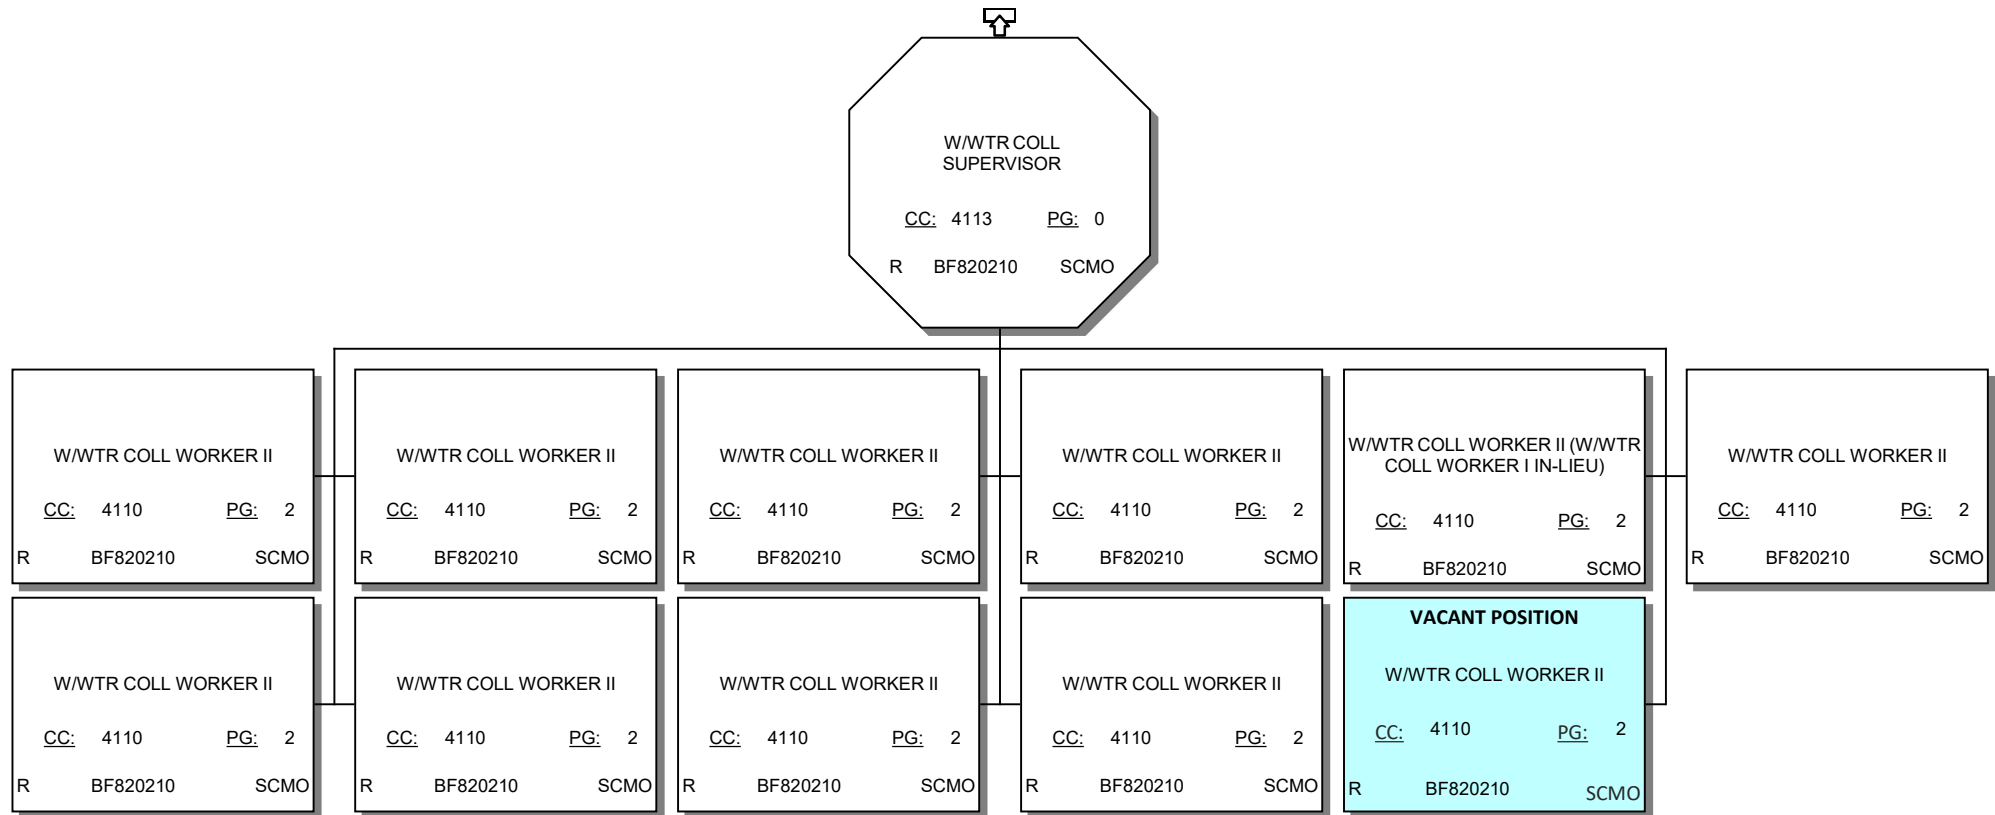 W/WTR COLL
SUPERVISOR
CC: 4113 PG: 0
R BF820210 SCMO
W/WTR COLL WORKER II
CC: 4110 PG: 2
R BF820210 SCMO
W/WTR COLL WORKER II
CC: 4110 PG: 2
R BF820210 SCMO
W/WTR COLL WORKER II
CC: 4110 PG: 2
R BF820210 SCMO
W/WTR COLL WORKER II
CC: 4110 PG: 2
R BF820210 SCMO
W/WTR COLL WORKER II (W/WTR
COLL WORKER I IN-LIEU)
CC: 4110 PG: 2
R BF820210 SCMO
W/WTR COLL WORKER II
CC: 4110 PG: 2
R BF820210 SCMO
W/WTR COLL WORKER II
CC: 4110 PG: 2
R BF820210 SCMO
W/WTR COLL WORKER II
CC: 4110 PG: 2
R BF820210 SCMO
W/WTR COLL WORKER II
CC: 4110 PG: 2
R BF820210 SCMO
W/WTR COLL WORKER II
CC: 4110 PG: 2
R BF820210 SCMO
VACANT POSITION
W/WTR COLL WORKER II
CC: 4110 PG: 2
R BF820210 SCMO